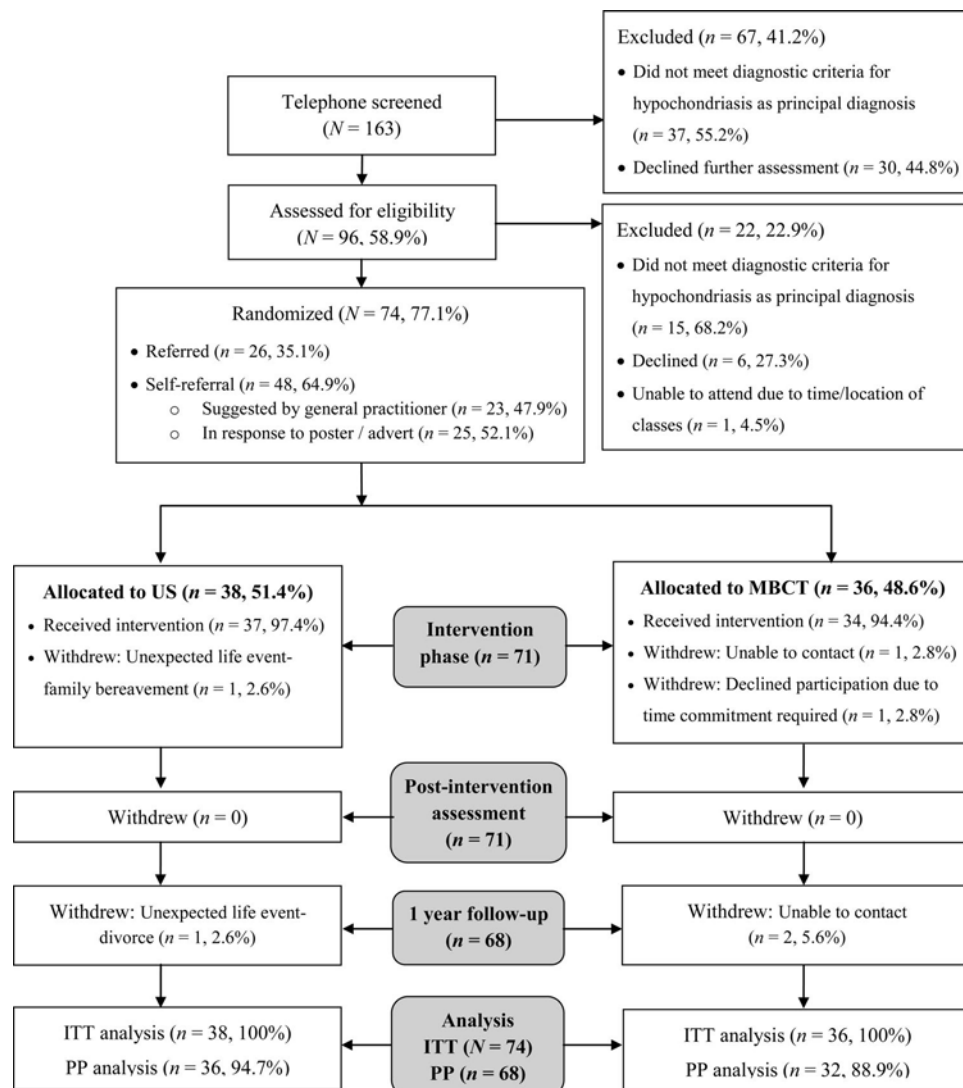 Telephone screened
(N = 163)
Excluded (n = 67, 41.2%)
• Did not meet diagnostic criteria for
hypochondriasis as principal diagnosis
(n = 37, 55.2%)
• Declined further assessment (n = 30, 44.8%)
Assessed for eligibility
(N = 96, 58.9%)
Excluded (n = 22, 22.9%)
• Did not meet diagnostic criteria for
hypochondriasis as principal diagnosis
(n = 15, 68.2%)
• Declined (n = 6, 27.3%)
• Unable to attend due to time/location of
classes (n = 1, 4.5%)
Randomized (N = 74, 77.1%)
• Referred (n = 26, 35.1%)
• Self-referral (n = 48, 64.9%)
o Suggested by general practitioner (n = 23, 47.9%)
o In response to poster / advert (n = 25, 52.1%)
Allocated to US (n = 38, 51.4%)
• Received intervention (n = 37, 97.4%)
• Withdrew: Unexpected life event-
family bereavement (n = 1, 2.6%)
Intervention
phase (n = 71)
Allocated to MBCT (n = 36, 48.6%)
• Received intervention (n = 34, 94.4%)
• Withdrew: Unable to contact (n = 1, 2.8%)
• Withdrew: Declined participation due to
time commitment required (n = 1, 2.8%)
Withdrew (n = 0)
Post-intervention
assessment
(n = 71)
Withdrew (n = 0)
Withdrew: Unexpected life event-
divorce (n = 1, 2.6%)
1 year follow-up
(n = 68)
Withdrew: Unable to contact
(n = 2, 5.6%)
ITT analysis (n = 38, 100%)
PP analysis (n = 36, 94.7%)
Analysis
ITT (N = 74)
PP (n = 68)
ITT analysis (n = 36, 100%)
PP analysis (n = 32, 88.9%)